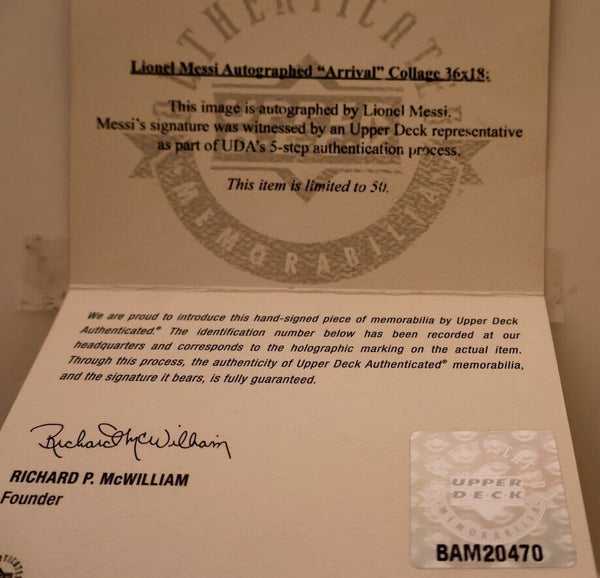 AUTHENTICATED
Lionel Messi Autographed “Arrival” Collage 36x18:
This image is autographed by Lionel Messi.
Messi’s signature was witnessed by an Upper Deck representative
as part of UDA’s 5-step authentication process.
This item is limited to 50.
MEMORABILIA
We are proud to introduce this hand-signed piece of memorabilia by Upper Deck
Authenticated.® The identification number below has been recorded at our
headquarters and corresponds to the holographic marking on the actual item.
Through this process, the authenticity of Upper Deck Authenticated® memorabilia,
and the signature it bears, is fully guaranteed.
Richard P McWilliam
RICHARD P. McWILLIAM
Founder
UPPER
D·E·C·K
MEMORABILIA
BAM20470